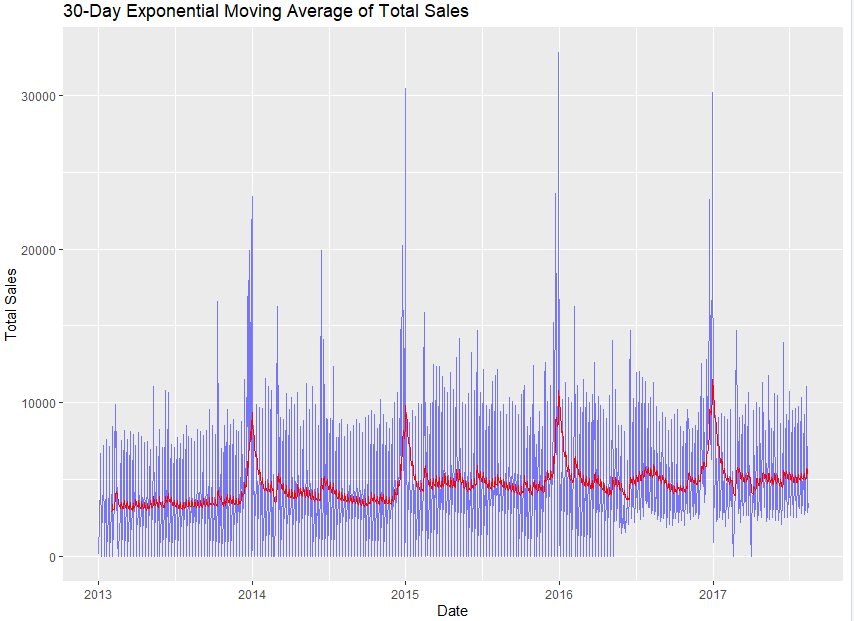 30-Day Exponential Moving Average of Total Sales
30000
20000
10000
0
Total Sales
2013 2014 2015 2016 2017
Date